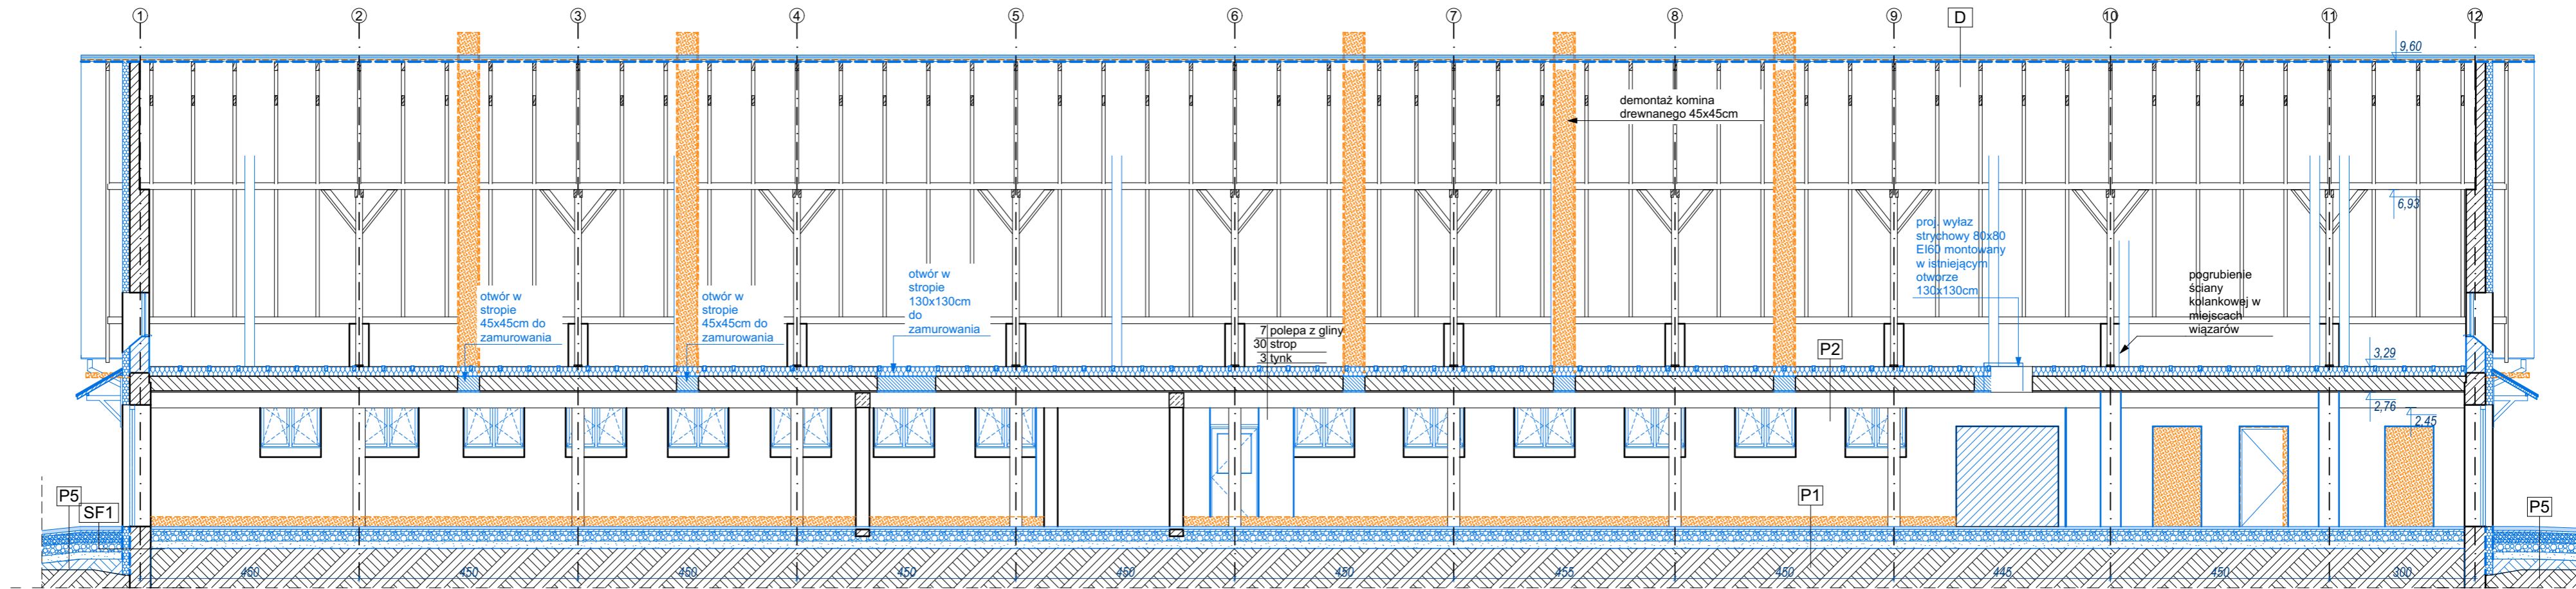 1 2 3 4 5 6 7 8 9 D 10 11 12
9,60
demontaż komina
drewnanego 45x45cm
6,93
proj. wyłaz
strychowy 80x80
EI60 montowany
w istniejącym
otworze
130x130cm
otwór w
stropie
45x45cm do
zamurowania
otwór w
stropie
45x45cm do
zamurowania
otwór w
stropie
130x130cm
do
zamurowania
pogrubienie
ściany
kolankowej w
miejscach
wiązarów
7 polepa z gliny
30 strop
3 tynk
P2
3,29
2,76
2,45
P5
SF1
P1
P5
460 450 460 450 460 450 455 450 445 450 300